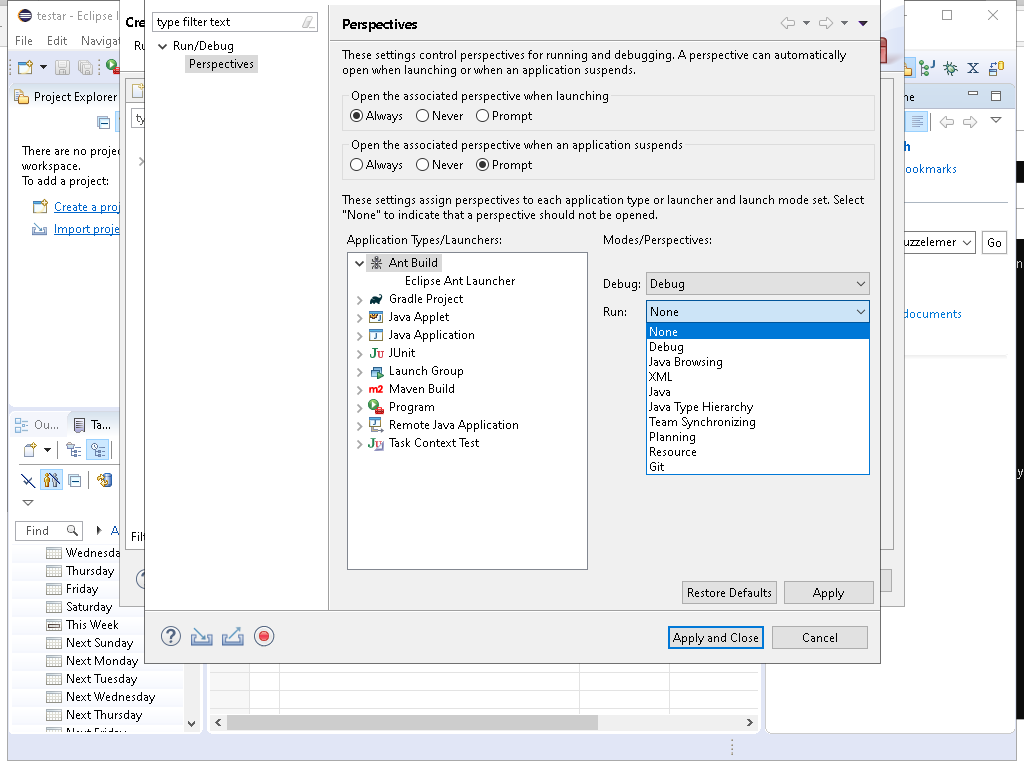 testar - Eclipse I
File Edit Navigat
Project Explorer
There are no projec
workspace.
To add a project:
Create a proj
Import proje
Ou...
Ta...
Find
Wednesda
Thursday
Friday
Saturday
This Week
Next Sunday
Next Monday
Next Tuesday
Next Wednesday
Next Thursday
Next Friday
Cre
Ru
ty
Filt
type filter text
Run/Debug
Perspectives
Perspectives
These settings control perspectives for running and debugging. A perspective can automatically
open when launching or when an application suspends.
Open the associated perspective when launching
Always Never Prompt
Open the associated perspective when an application suspends
Always Never Prompt
These settings assign perspectives to each application type or launcher and launch mode set. Select
"None" to indicate that a perspective should not be opened.
Application Types/Launchers:
Ant Build
Eclipse Ant Launcher
Gradle Project
Java Applet
Java Application
JUnit
Launch Group
Maven Build
Program
Remote Java Application
Task Context Test
Modes/Perspectives:
Debug: Debug
Run: None
None
Debug
Java Browsing
XML
Java
Java Type Hierarchy
Team Synchronizing
Planning
Resource
Git
Restore Defaults Apply
Apply and Close Cancel
ne
h
ookmarks
uzzelemer
Go
documents